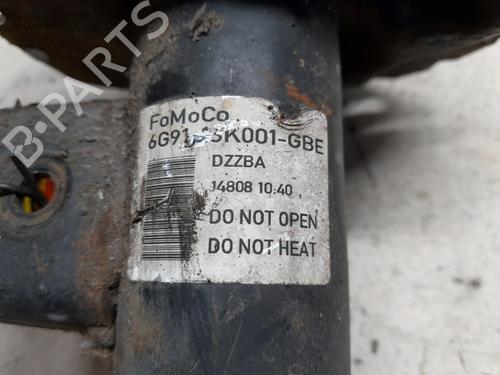 FoMoCo
DZZBA
14808 10:40
DO NOT OPEN
DO NOT HEAT
B-PARTS